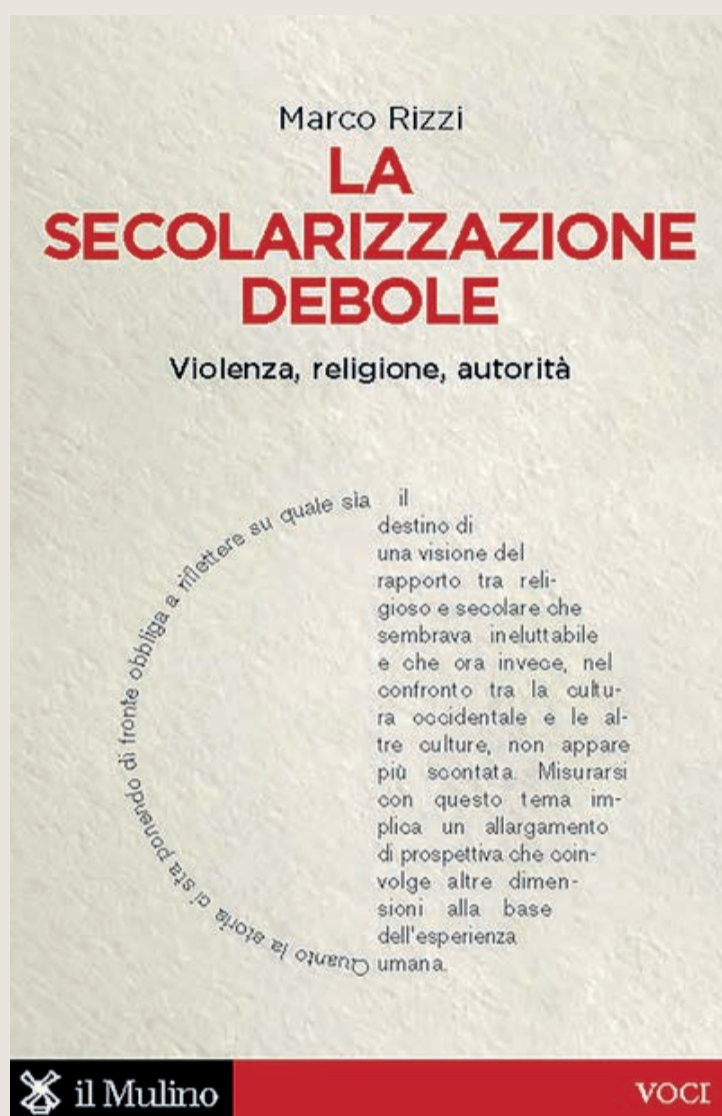 Marco Rizzi
LA
SECOLARIZZAZIONE
DEBOLE
Violenza, religione, autorità
Quanto la storia ci sta ponendo di fronte obbliga a riflettere su quale sia
il
destino di
una visione del
rapporto tra reli-
gioso e secolare che
sembrava ineluttabile
e che ora invece, nel
confronto tra la cultu-
ra occidentale e le al-
tre culture, non appare
più scontata. Misurarsi
con questo tema im-
plica un allargamento
di prospettiva che coin-
volge altre dimen-
sioni alla base
dell'esperienza
umana.
il Mulino
VOCI